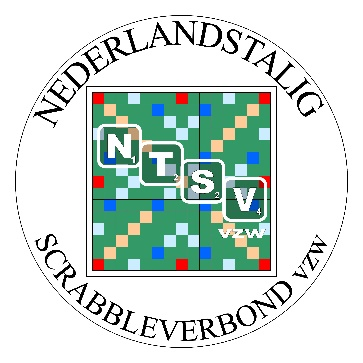 NEDERLANDSTALIG
N1
T2
S2
V4
vzw
SCRABBLEVERBOND vzw